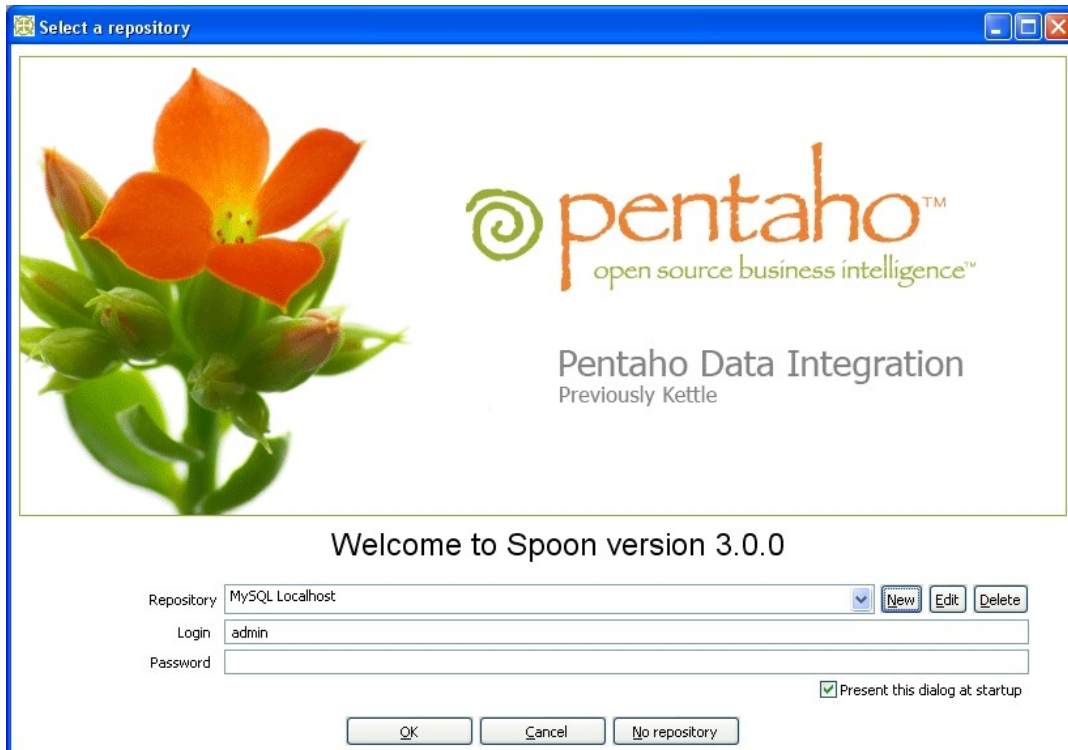 Select a repository
pentaho™
open source business intelligence™
Pentaho Data Integration
Previously Kettle
Welcome to Spoon version 3.0.0
Repository MySQL Localhost New Edit Delete
Login admin
Password
Present this dialog at startup
OK Cancel No repository